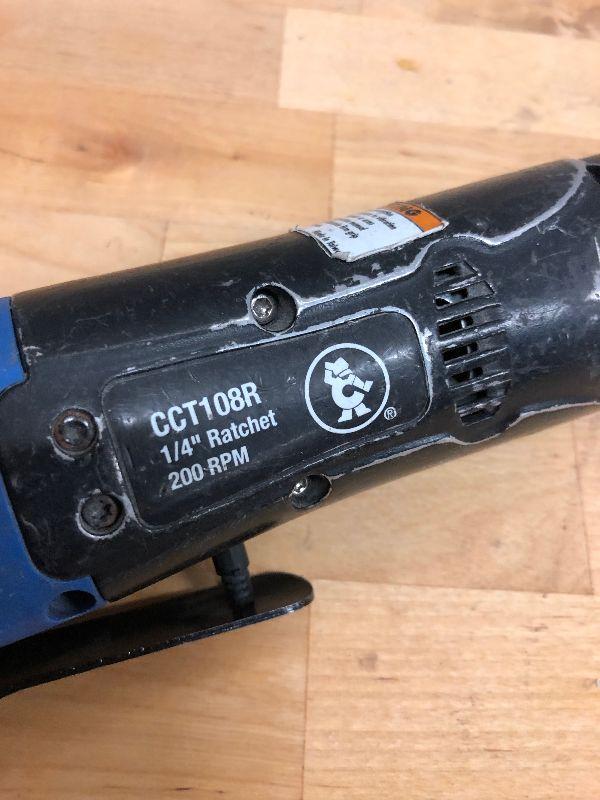 CCT108R
1/4" Ratchet
200 RPM
®